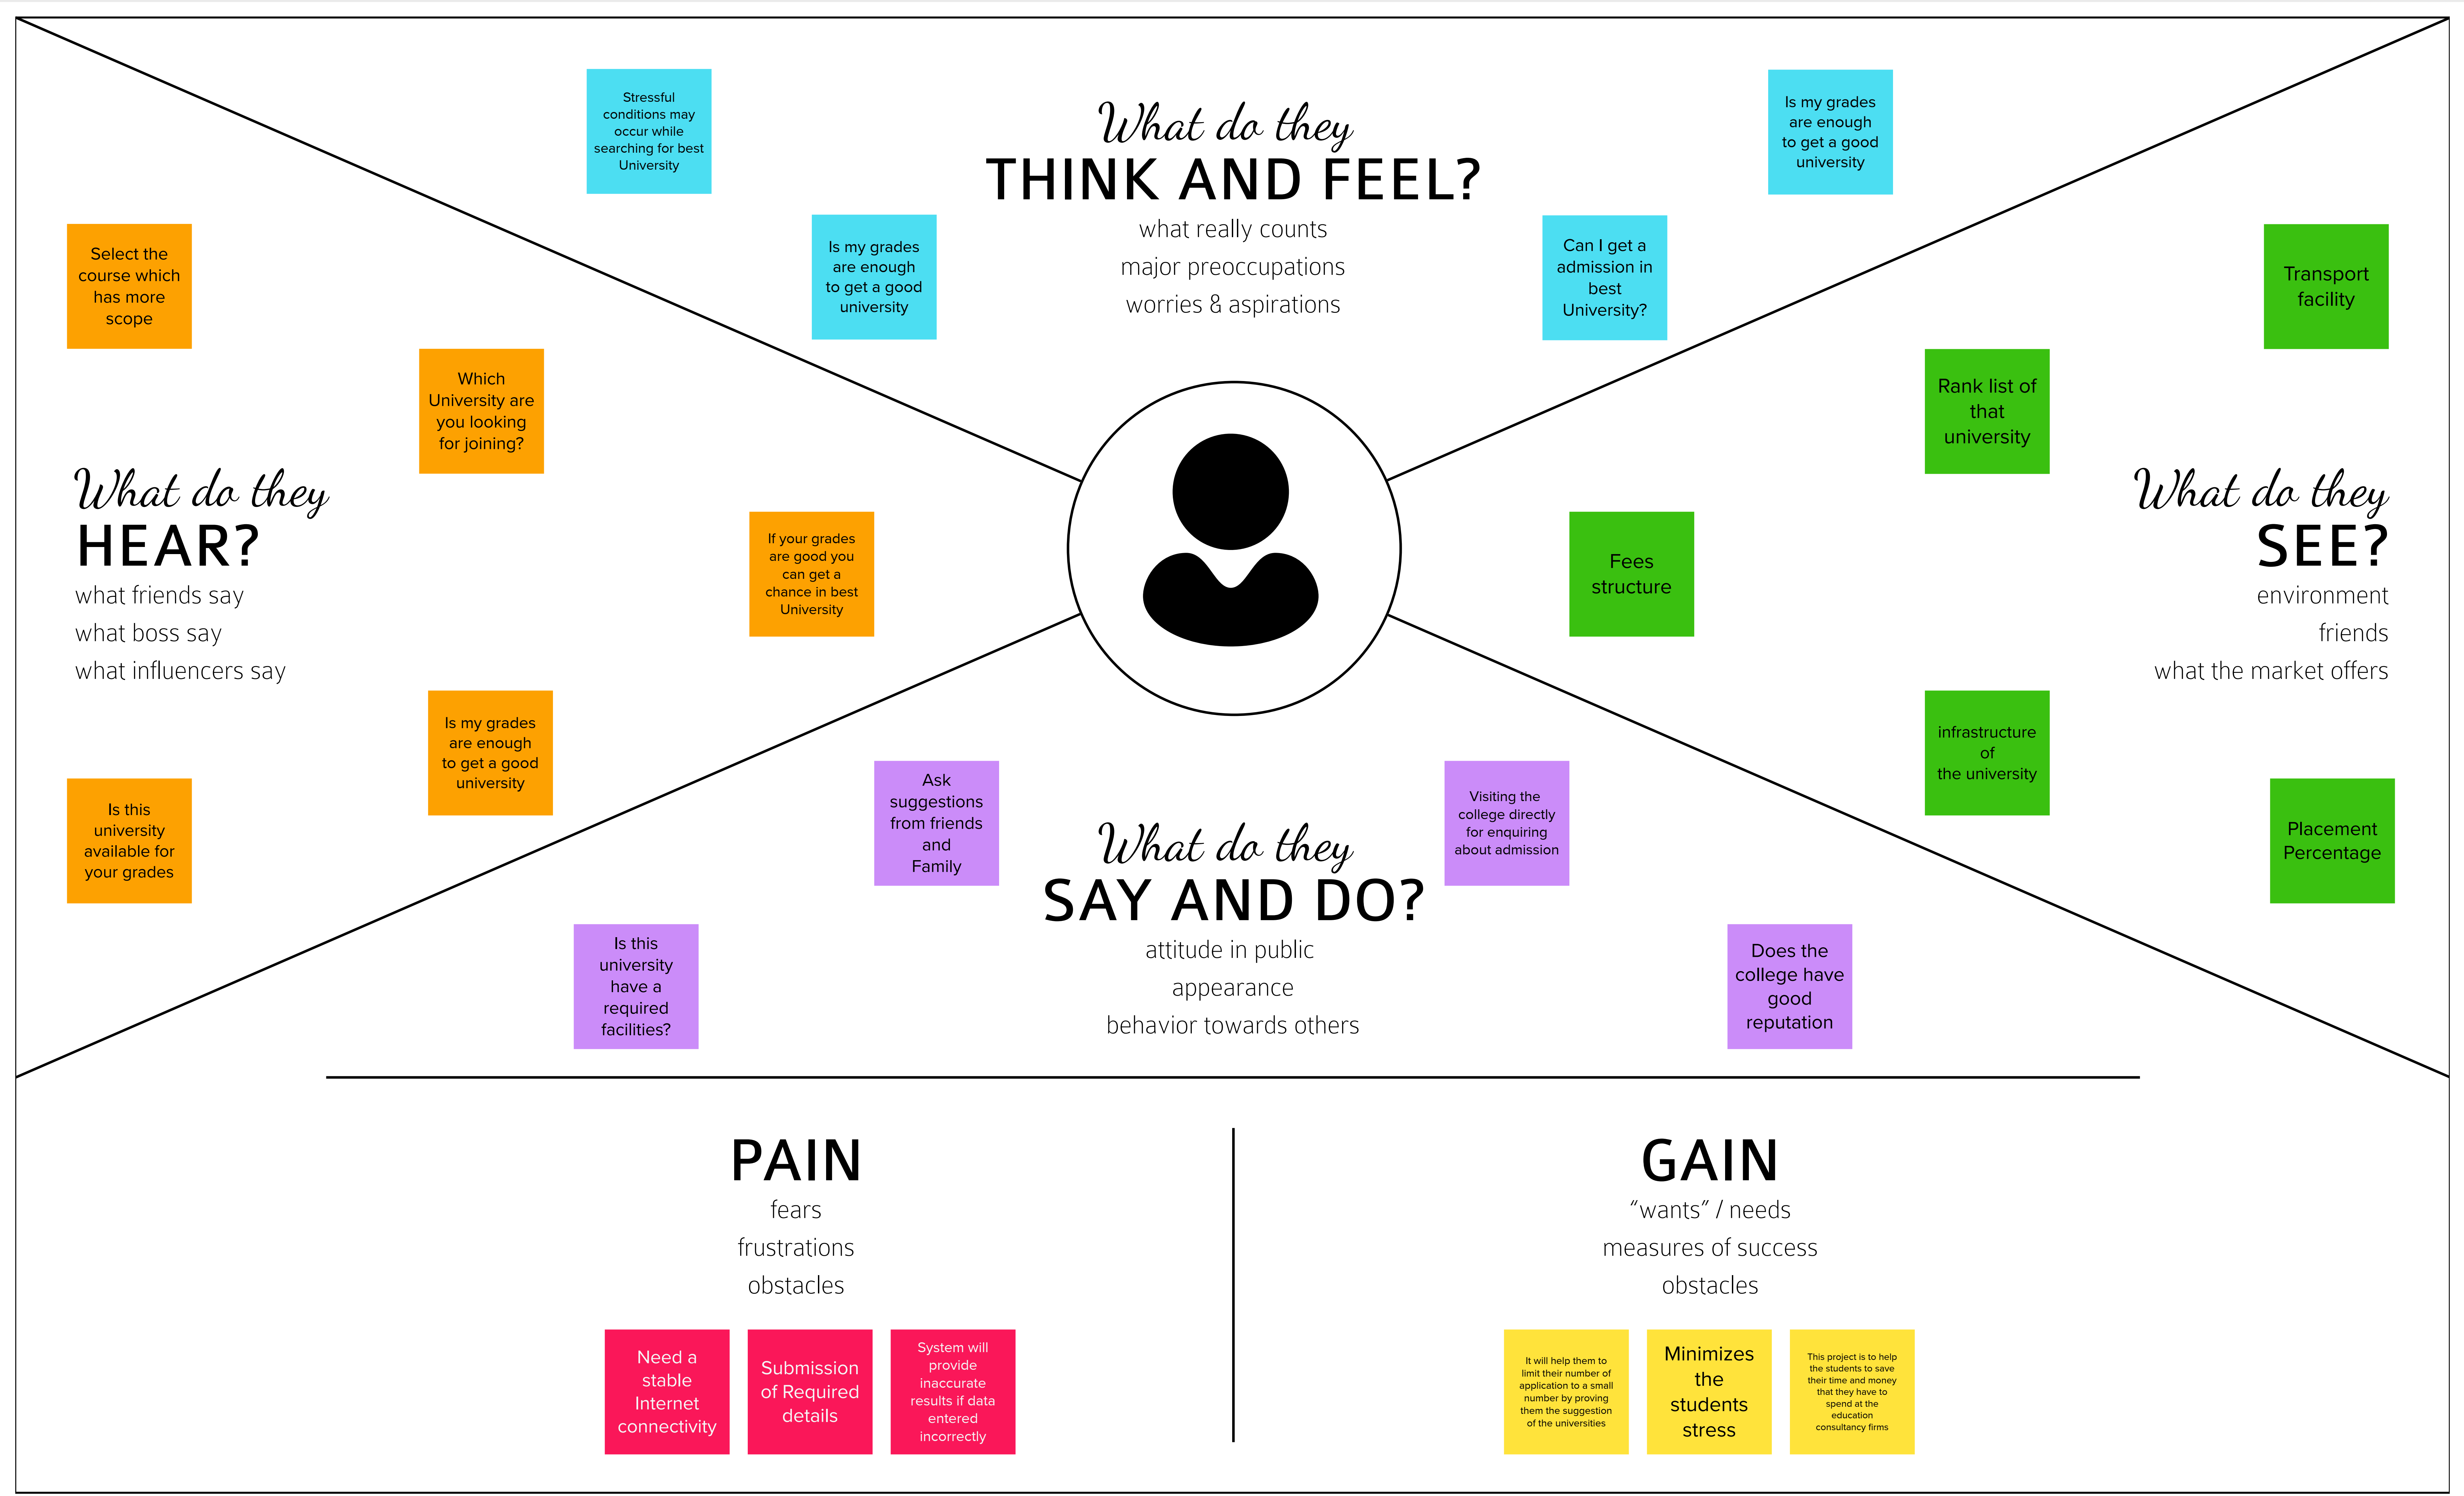 What do they
THINK AND FEEL?
what really counts
major preoccupations
worries & aspirations
Stressful
conditions may
occur while
searching for best
University
Is my grades
are enough
to get a good
university
Can I get a
admission in
best
University?
Is my grades
are enough
to get a good
university
What do they
HEAR?
what friends say
what boss say
what influencers say
Select the
course which
has more
scope
Which
University are
you looking
for joining?
If your grades
are good you
can get a
chance in best
University
Is my grades
are enough
to get a good
university
Is this
university
available for
your grades
What do they
SEE?
environment
friends
what the market offers
Transport
facility
Rank list of
that
university
Fees
structure
infrastructure
of
the university
Placement
Percentage
What do they
SAY AND DO?
attitude in public
appearance
behavior towards others
Ask
suggestions
from friends
and
Family
Is this
university
have a
required
facilities?
Visiting the
college directly
for enquiring
about admission
Does the
college have
good
reputation
PAIN
fears
frustrations
obstacles
Need a
stable
Internet
connectivity
Submission
of Required
details
System will
provide
inaccurate
results if data
entered
incorrectly
GAIN
“wants” / needs
measures of success
obstacles
It will help them to
limit their number of
application to a small
number by proving
them the suggestion
of the universities
Minimizes
the
students
stress
This project is to help
the students to save
their time and money
that they have to
spend at the
education
consultancy firms